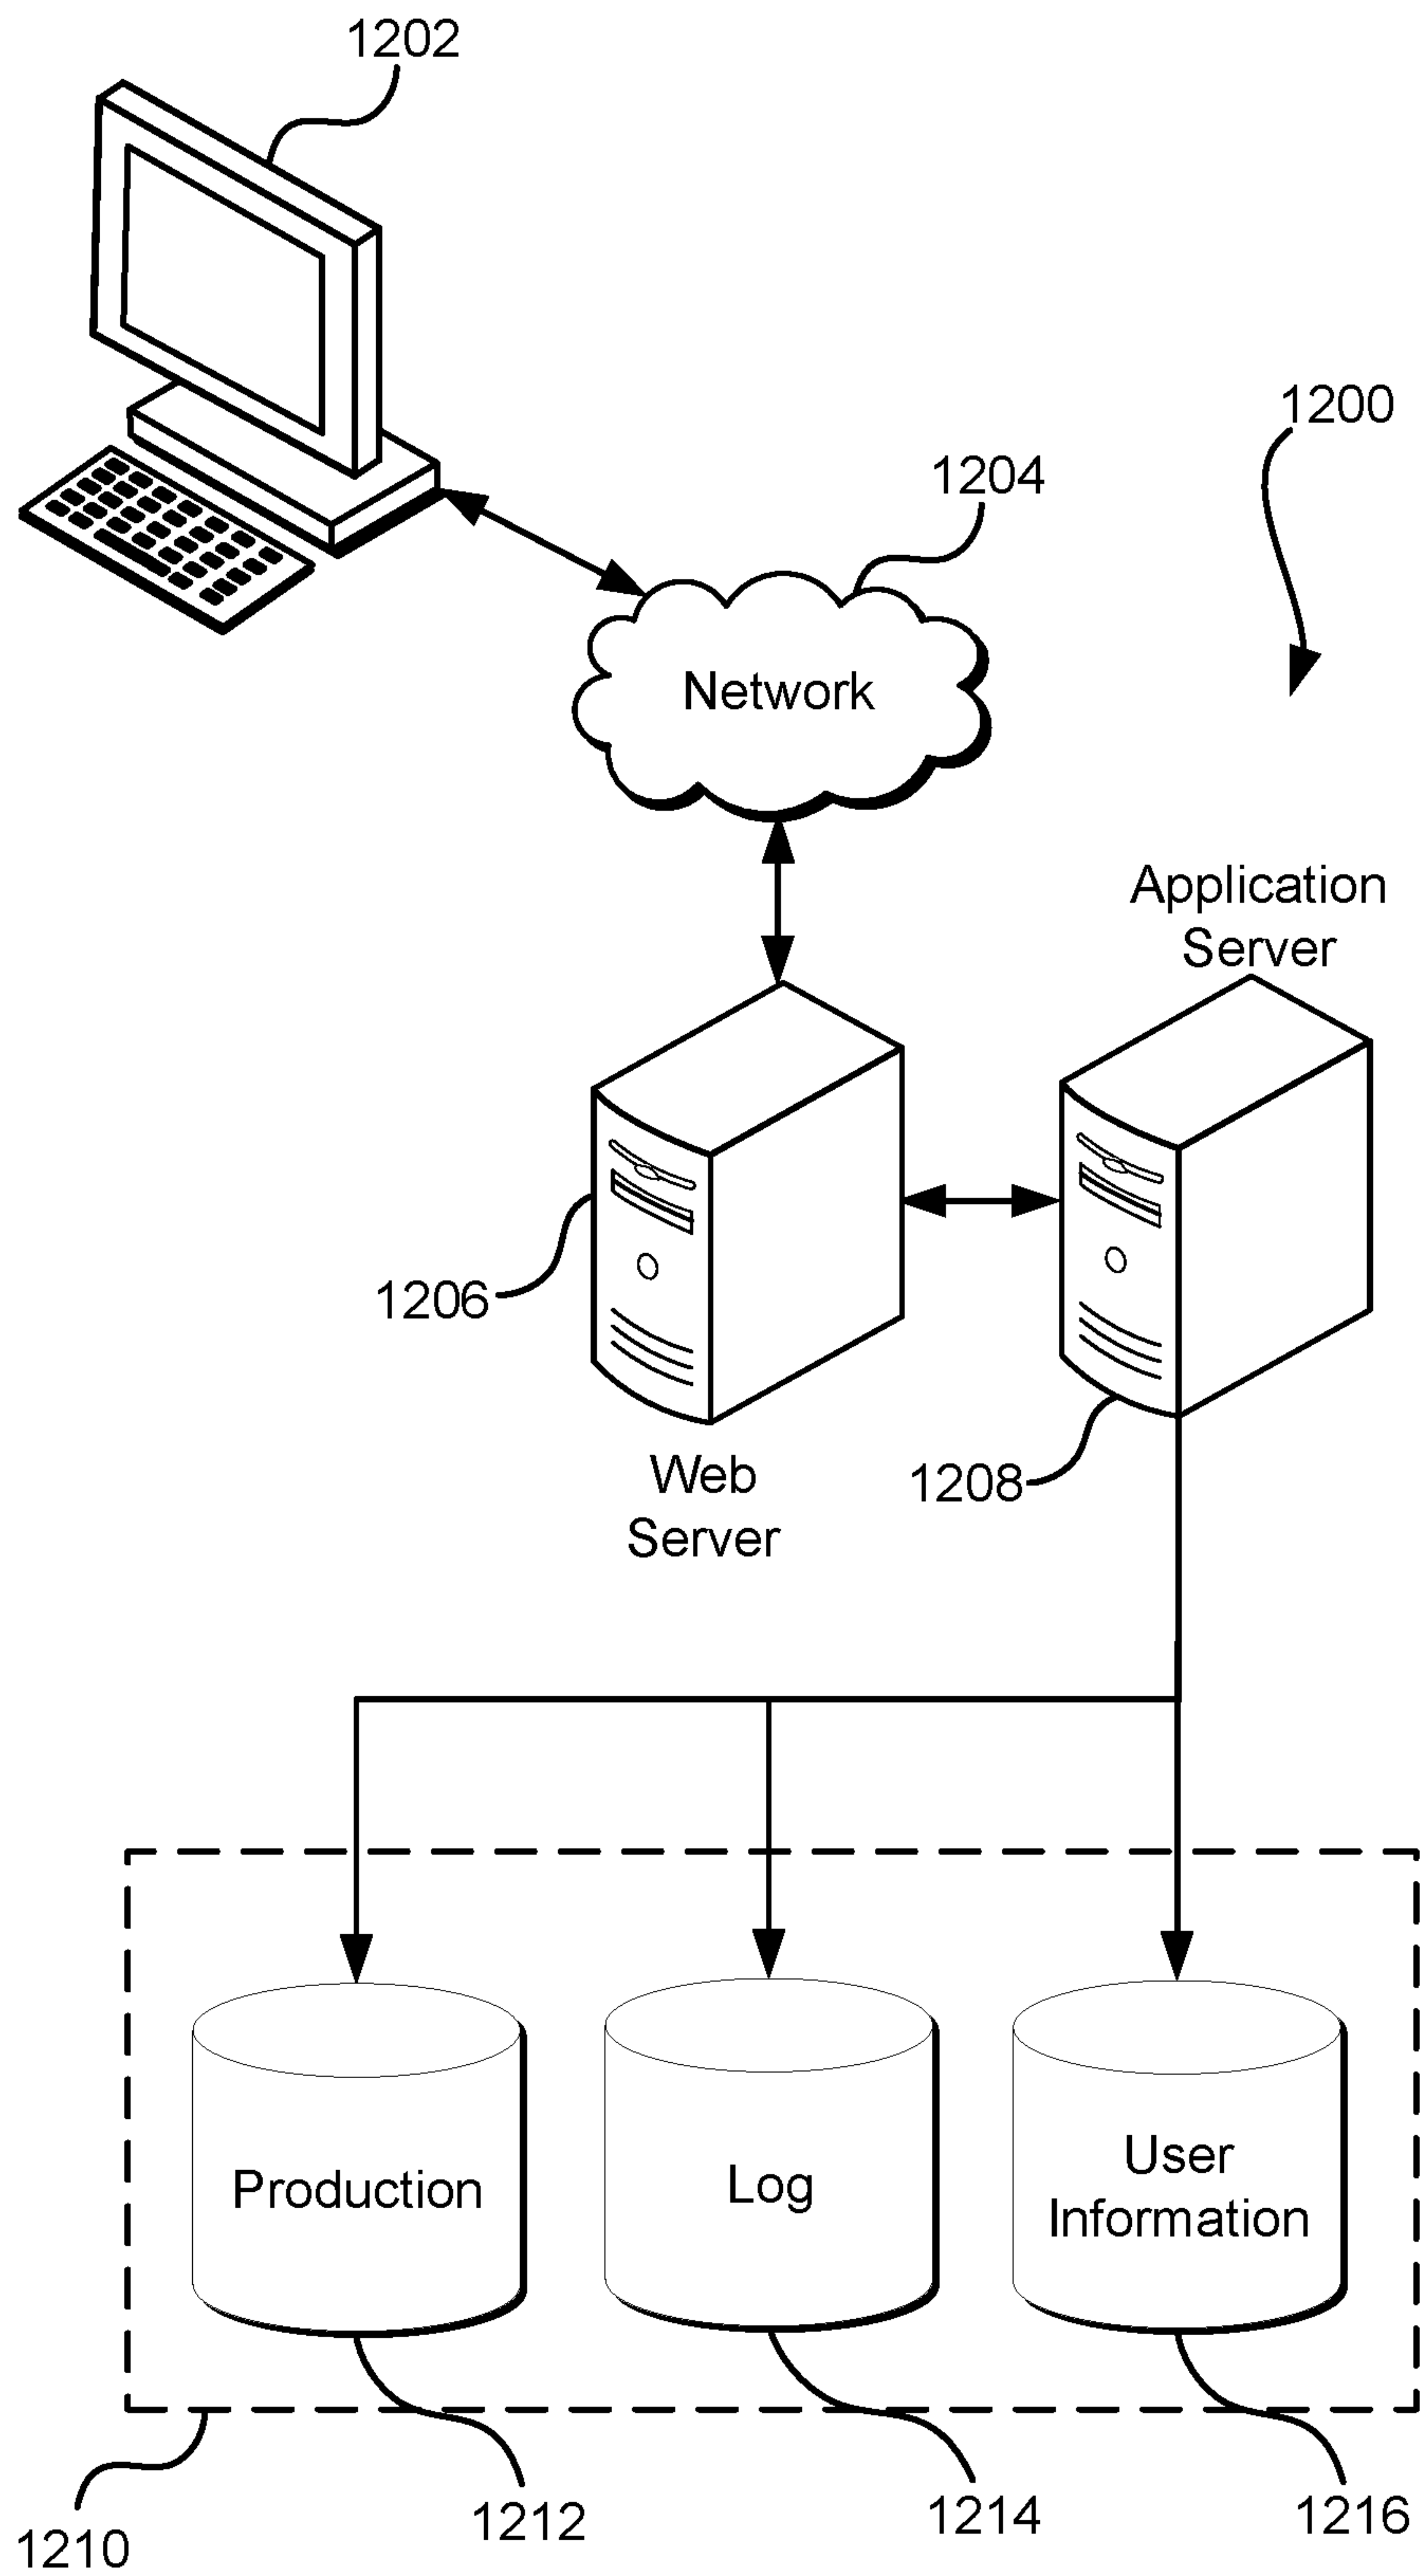 1202
1200
1204
Network
Application
Server
1206
1208
Web
Server
Production
Log
User
Information
1210
1212
1214
1216